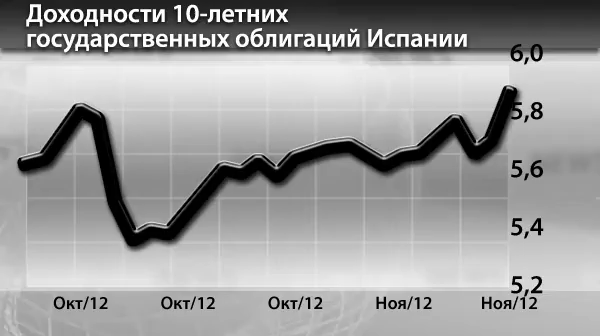 Доходности 10-летних
государственных облигаций Испании
6,0
5,8
5,6
5,4
5,2
Окт/12 Окт/12 Окт/12 Ноя/12 Ноя/12